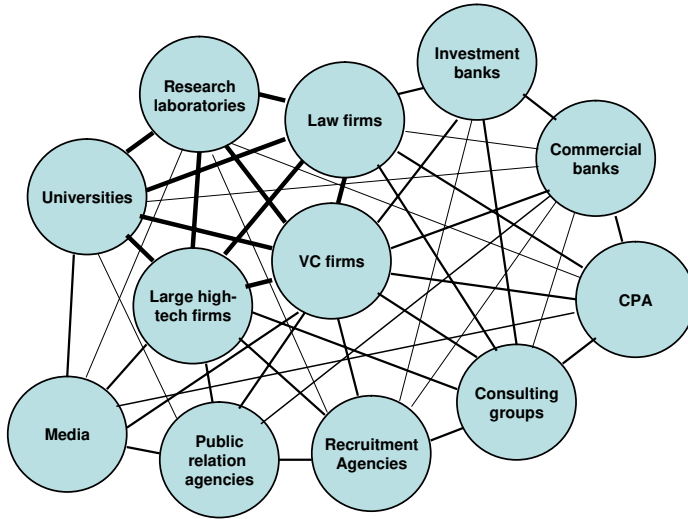 Investment
banks
Research
laboratories
Law firms
Commercial
banks
Universities
VC firms
Large high-
tech firms
CPA
Consulting
groups
Media
Public
relation
agencies
Recruitment
Agencies